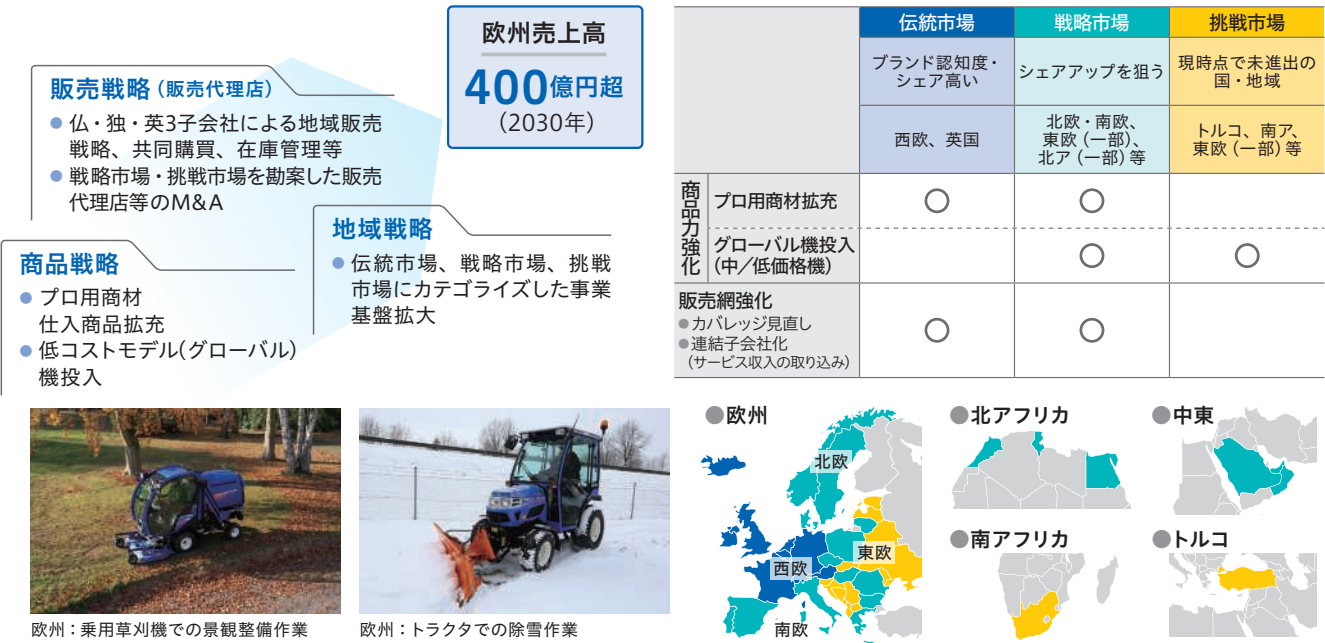 欧州売上高
400億円超
(2030年)
販売戦略(販売代理店)
● 仏・独・英3子会社による地域販売
戦略、共同購買、在庫管理等
● 戦略市場・挑戦市場を勘案した販売
代理店等のM&A
地域戦略
● 伝統市場、戦略市場、挑戦
市場にカテゴライズした事業
基盤拡大
商品戦略
● プロ用商材
仕入商品拡充
● 低コストモデル(グローバル)
機投入
伝統市場 戦略市場 挑戦市場
ブランド認知度・
シェア高い
シェアアップを狙う
現時点で未進出の
国・地域
西欧、英国
北欧・南欧、
東欧(一部)、
北ア(一部)等
トルコ、南ア、
東欧(一部)等
商品力強化
プロ用商材拡充 ○ ○
グローバル機投入
(中/低価格機) ○ ○
販売網強化
●カバレッジ見直し
●連結子会社化
(サービス収入の取り込み) ○ ○
欧州:乗用草刈機での景観整備作業
欧州:トラクタでの除雪作業
●欧州
北欧
東欧
西欧
南欧
●北アフリカ
●中東
●南アフリカ
●トルコ